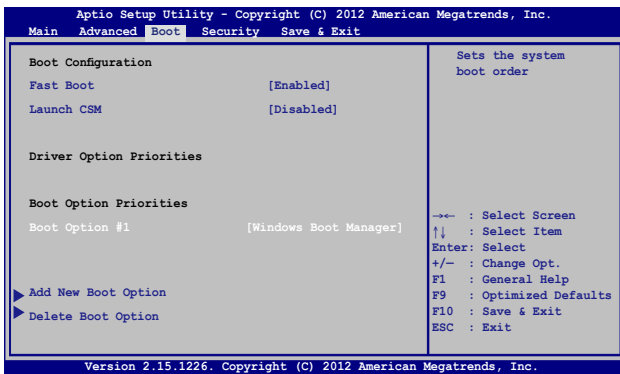 Aptio Setup Utility - Copyright (C) 2012 American Megatrends, Inc.
Main Advanced Boot Security Save & Exit
Boot Configuration
Fast Boot [Enabled]
Launch CSM [Disabled]
Driver Option Priorities
Boot Option Priorities
Boot Option #1 [Windows Boot Manager]
Add New Boot Option
Delete Boot Option
Sets the system
boot order
→← : Select Screen
↑↓ : Select Item
Enter: Select
+/— : Change Opt.
F1 : General Help
F9 : Optimized Defaults
F10 : Save & Exit
ESC : Exit
Version 2.15.1226. Copyright (C) 2012 American Megatrends, Inc.